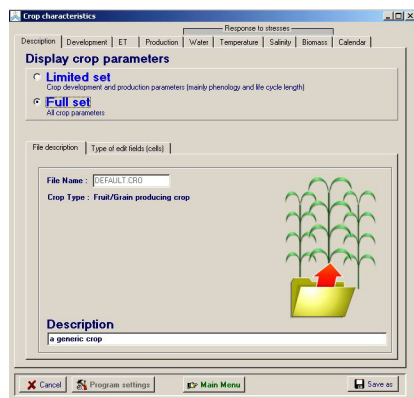 Crop characteristics
Response to stresses
Description Development ET Production Water Temperature Salinity Biomass Calendar
Display crop parameters
Limited set
Crop development and production parameters (mainly phenology and life cycle length)
Full set
All crop parameters
File description Type of edit fields (cells)
File Name : DEFAULT.CRO
Crop Type : Fruit/Grain producing crop
Description
a generic crop
Cancel Program settings Main Menu Save as